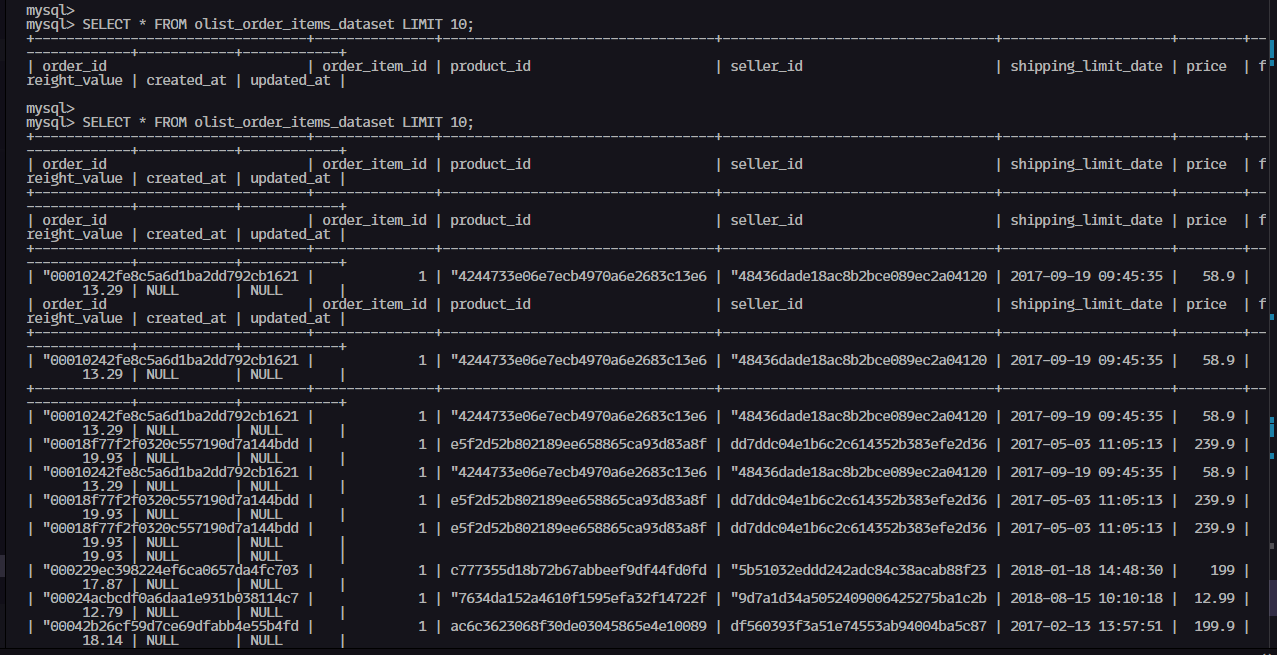 mysql>
mysql> SELECT * FROM olist_order_items_dataset LIMIT 10;
+----------------------------------+---------------+----------------------------------+----------------------------------+---------------------+--------+--
-------------+------------+------------+
| order_id                         | order_item_id | product_id                       | seller_id                        | shipping_limit_date | price  | f
reight_value | created_at | updated_at |

mysql>
mysql> SELECT * FROM olist_order_items_dataset LIMIT 10;
+----------------------------------+---------------+----------------------------------+----------------------------------+---------------------+--------+--
-------------+------------+------------+
| order_id                         | order_item_id | product_id                       | seller_id                        | shipping_limit_date | price  | f
reight_value | created_at | updated_at |
+----------------------------------+---------------+----------------------------------+----------------------------------+---------------------+--------+--
-------------+------------+------------+
| order_id                         | order_item_id | product_id                       | seller_id                        | shipping_limit_date | price  | f
reight_value | created_at | updated_at |
+----------------------------------+---------------+----------------------------------+----------------------------------+---------------------+--------+--
-------------+------------+------------+
| "00010242fe8c5a6d1ba2dd792cb1621 |             1 | "4244733e06e7ecb4970a6e2683c13e6 | "48436dade18ac8b2bce089ec2a04120 | 2017-09-19 09:45:35 |   58.9 |
       13.29 | NULL       | NULL       |
| order_id                         | order_item_id | product_id                       | seller_id                        | shipping_limit_date | price  | f
reight_value | created_at | updated_at |
+----------------------------------+---------------+----------------------------------+----------------------------------+---------------------+--------+--
-------------+------------+------------+
| "00010242fe8c5a6d1ba2dd792cb1621 |             1 | "4244733e06e7ecb4970a6e2683c13e6 | "48436dade18ac8b2bce089ec2a04120 | 2017-09-19 09:45:35 |   58.9 |
       13.29 | NULL       | NULL       |
+----------------------------------+---------------+----------------------------------+----------------------------------+---------------------+--------+--
-------------+------------+------------+
| "00010242fe8c5a6d1ba2dd792cb1621 |             1 | "4244733e06e7ecb4970a6e2683c13e6 | "48436dade18ac8b2bce089ec2a04120 | 2017-09-19 09:45:35 |   58.9 |
       13.29 | NULL       | NULL       |
| "00018f77f2f0320c557190d7a144bdd |             1 | e5f2d52b802189ee658865ca93d83a8f | dd7ddc04e1b6c2c614352b383efe2d36 | 2017-05-03 11:05:13 |  239.9 |
       19.93 | NULL       | NULL       |
| "00010242fe8c5a6d1ba2dd792cb1621 |             1 | "4244733e06e7ecb4970a6e2683c13e6 | "48436dade18ac8b2bce089ec2a04120 | 2017-09-19 09:45:35 |   58.9 |
       13.29 | NULL       | NULL       |
| "00018f77f2f0320c557190d7a144bdd |             1 | e5f2d52b802189ee658865ca93d83a8f | dd7ddc04e1b6c2c614352b383efe2d36 | 2017-05-03 11:05:13 |  239.9 |
       19.93 | NULL       | NULL       |
| "00018f77f2f0320c557190d7a144bdd |             1 | e5f2d52b802189ee658865ca93d83a8f | dd7ddc04e1b6c2c614352b383efe2d36 | 2017-05-03 11:05:13 |  239.9 |
       19.93 | NULL       | NULL       |
       19.93 | NULL       | NULL       |
| "000229ec398224ef6ca0657da4fc703 |             1 | c777355d18b72b67abbeef9df44fd0fd | "5b51032eddd242adc84c38acab88f23 | 2018-01-18 14:48:30 |    199 |
       17.87 | NULL       | NULL       |
| "00024acbcdf0a6daa1e931b038114c7 |             1 | "7634da152a4610f1595efa32f14722f | "9d7a1d34a5052409006425275ba1c2b | 2018-08-15 10:10:18 |  12.99 |
       12.79 | NULL       | NULL       |
| "00042b26cf59d7ce69dfabb4e55b4fd |             1 | ac6c3623068f30de03045865e4e10089 | df560393f3a51e74553ab94004ba5c87 | 2017-02-13 13:57:51 |  199.9 |
       18.14 | NULL       | NULL       |